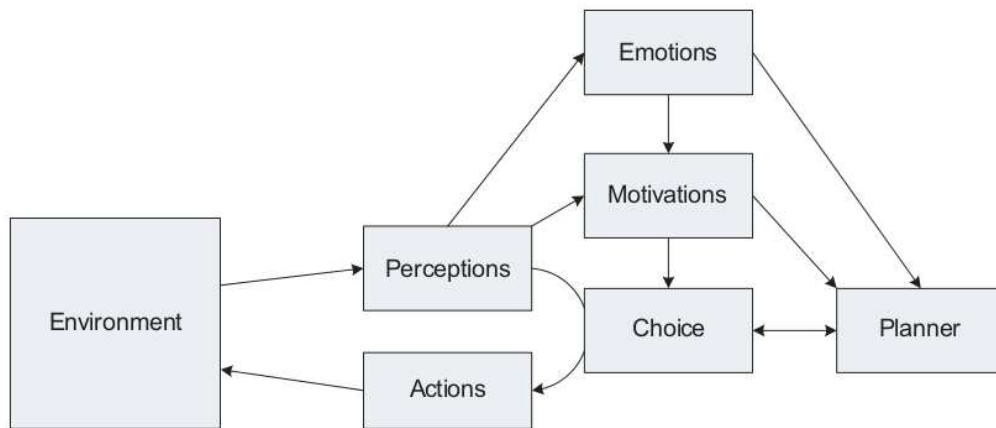 Emotions
Motivations
Perceptions
Environment
Choice
Planner
Actions